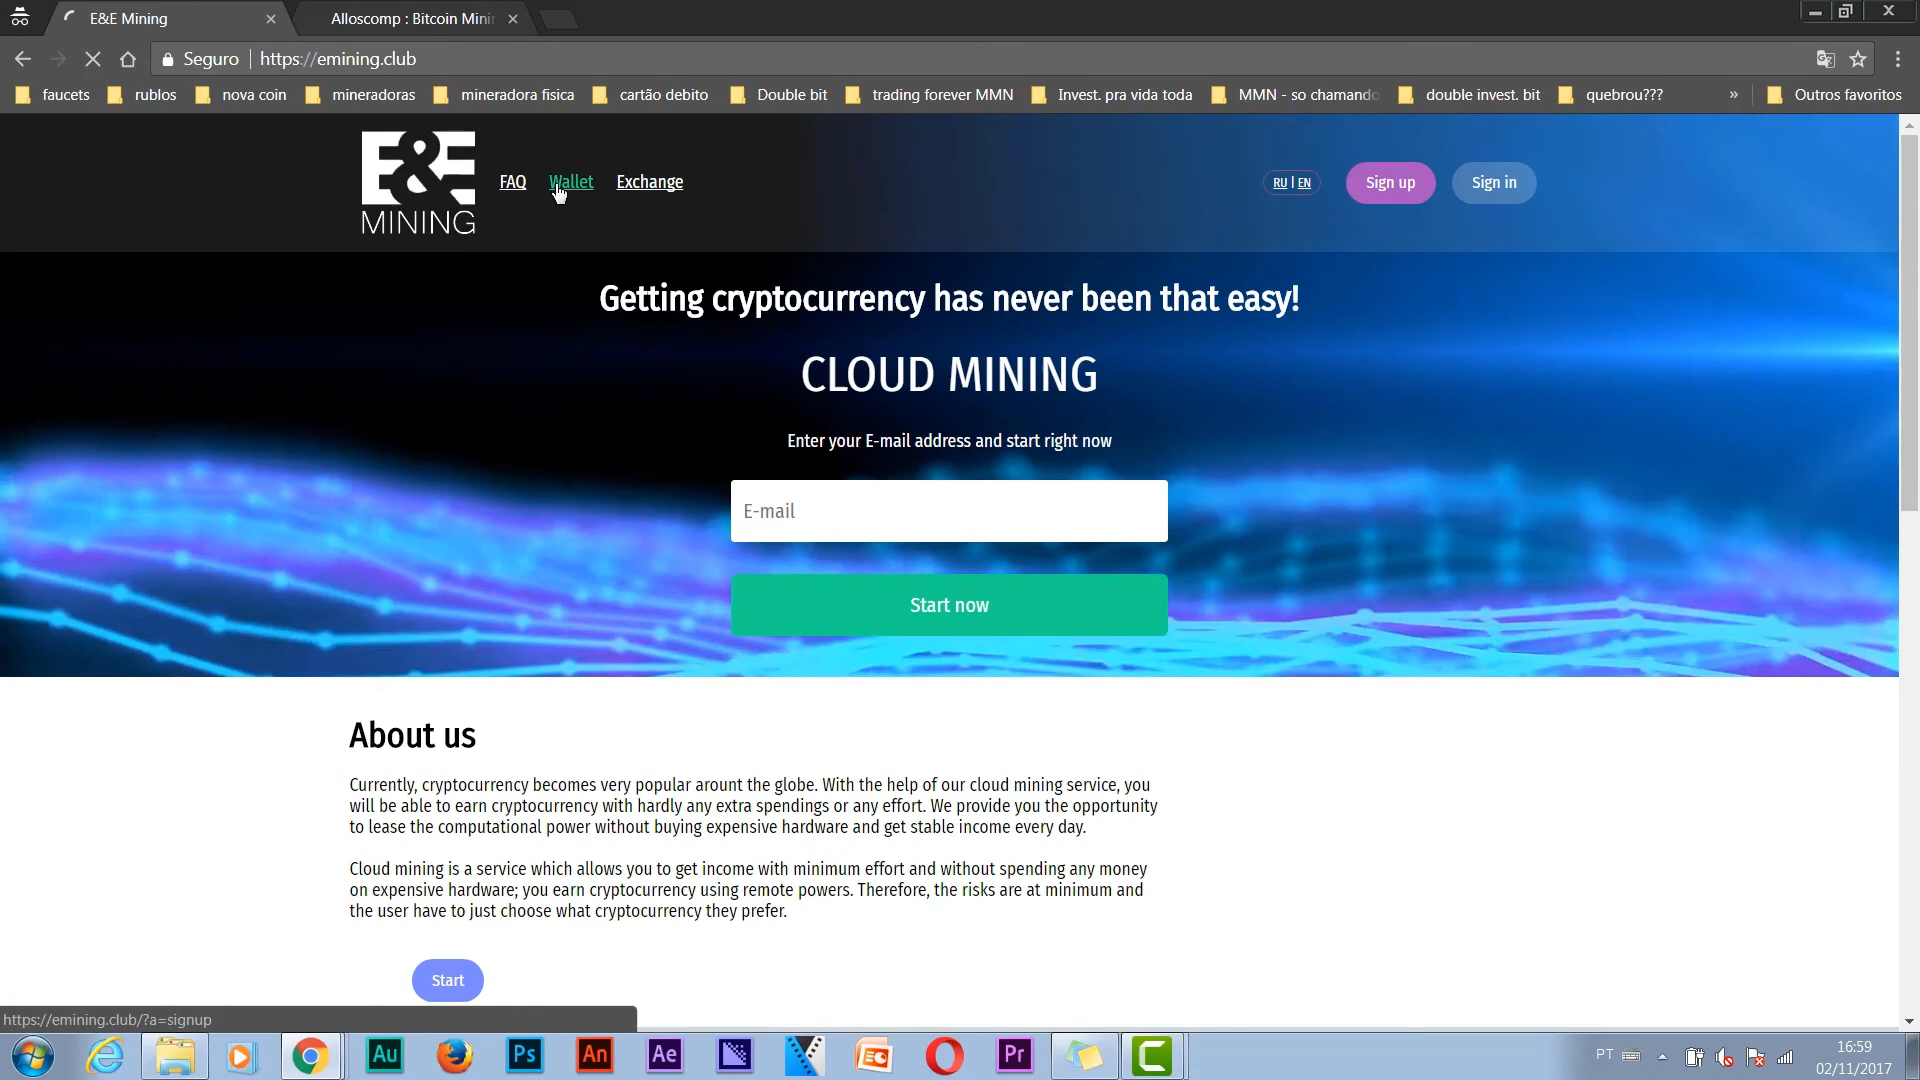 E&E Mining
Alloscomp : Bitcoin Mini
Seguro
https://emining.club
faucets
rublos
nova coin
mineradoras
mineradora fisica
cartão debito
Double bit
trading forever MMN
Invest. pra vida toda
MMN - so chamando
double invest. bit
quebrou???
»
Outros favoritos
E&E
MINING
FAQ
Wallet
Exchange
RU | EN
Sign up
Sign in
Getting cryptocurrency has never been that easy!
CLOUD MINING
Enter your E-mail address and start right now
E-mail
Start now
About us
Currently, cryptocurrency becomes very popular arount the globe. With the help of our cloud mining service, you
will be able to earn cryptocurrency with hardly any extra spendings or any effort. We provide you the opportunity
to lease the computational power without buying expensive hardware and get stable income every day.
Cloud mining is a service which allows you to get income with minimum effort and without spending any money
on expensive hardware; you earn cryptocurrency using remote powers. Therefore, the risks are at minimum and
the user have to just choose what cryptocurrency they prefer.
Start
https://emining.club/?a=signup
Au
Ps
An
Ae
Pr
PT
16:59
02/11/2017